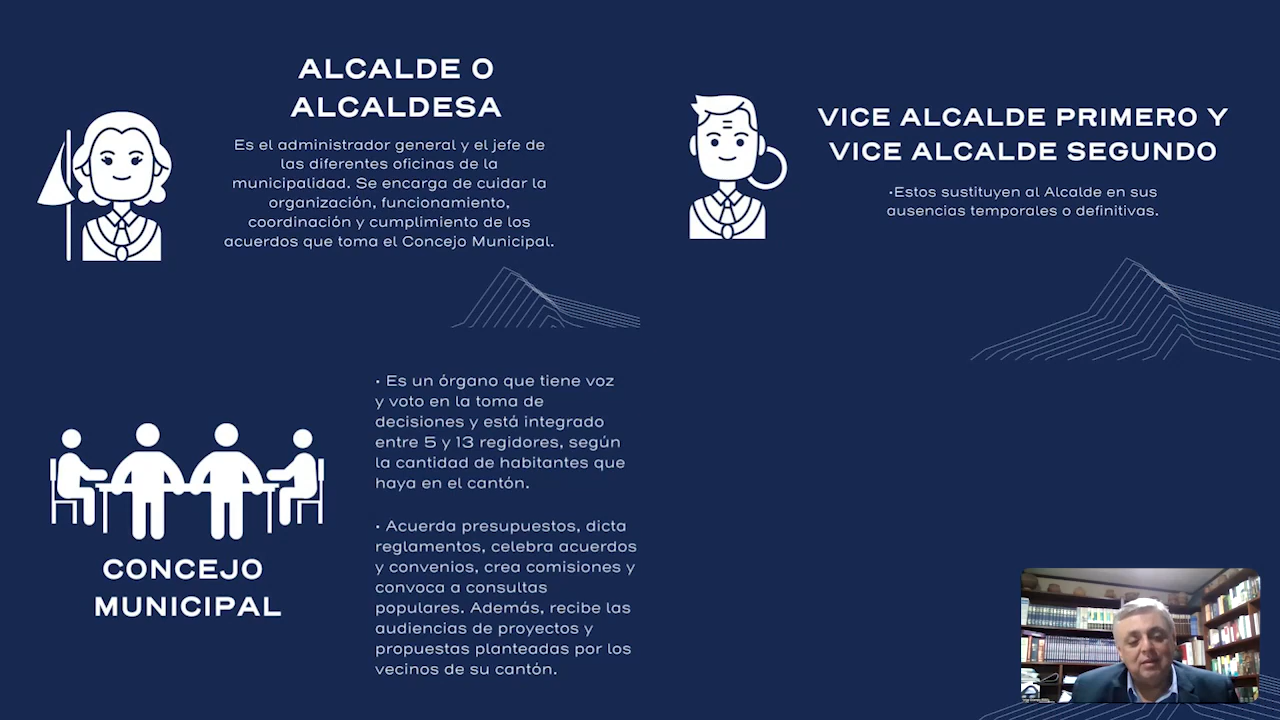 ALCALDE O
ALCALDESA
Es el administrador general y el jefe de
las diferentes oficinas de la
municipalidad. Se encarga de cuidar la
organización, funcionamiento,
coordinación y cumplimiento de los
acuerdos que toma el Concejo Municipal.
VICE ALCALDE PRIMERO Y
VICE ALCALDE SEGUNDO
•Estos sustituyen al Alcalde en sus
ausencias temporales o definitivas.
CONCEJO
MUNICIPAL
• Es un órgano que tiene voz
y voto en la toma de
decisiones y está integrado
entre 5 y 13 regidores, según
la cantidad de habitantes que
haya en el cantón.
• Acuerda presupuestos, dicta
reglamentos, celebra acuerdos
y convenios, crea comisiones y
convoca a consultas
populares. Además, recibe las
audiencias de proyectos y
propuestas planteadas por los
vecinos de su cantón.